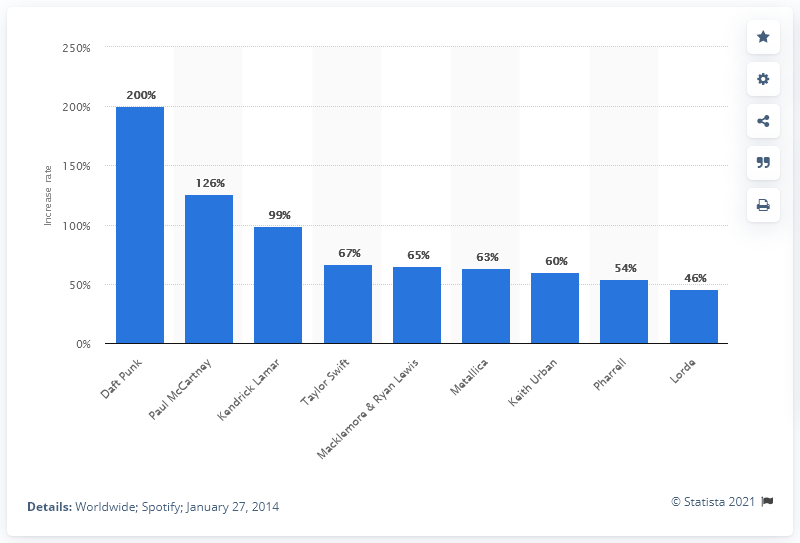 250%
200%
150%
100%
50%
0%
Increase rate
200%
126%
99%
67%
65%
63%
60%
54%
46%
Daft Punk
Paul McCartney
Kendrick Lamar
Taylor Swift
Macklemore & Ryan Lewis
Metallica
Keith Urban
Pharrell
Lorde
Details: Worldwide; Spotify; January 27, 2014
© Statista 2021